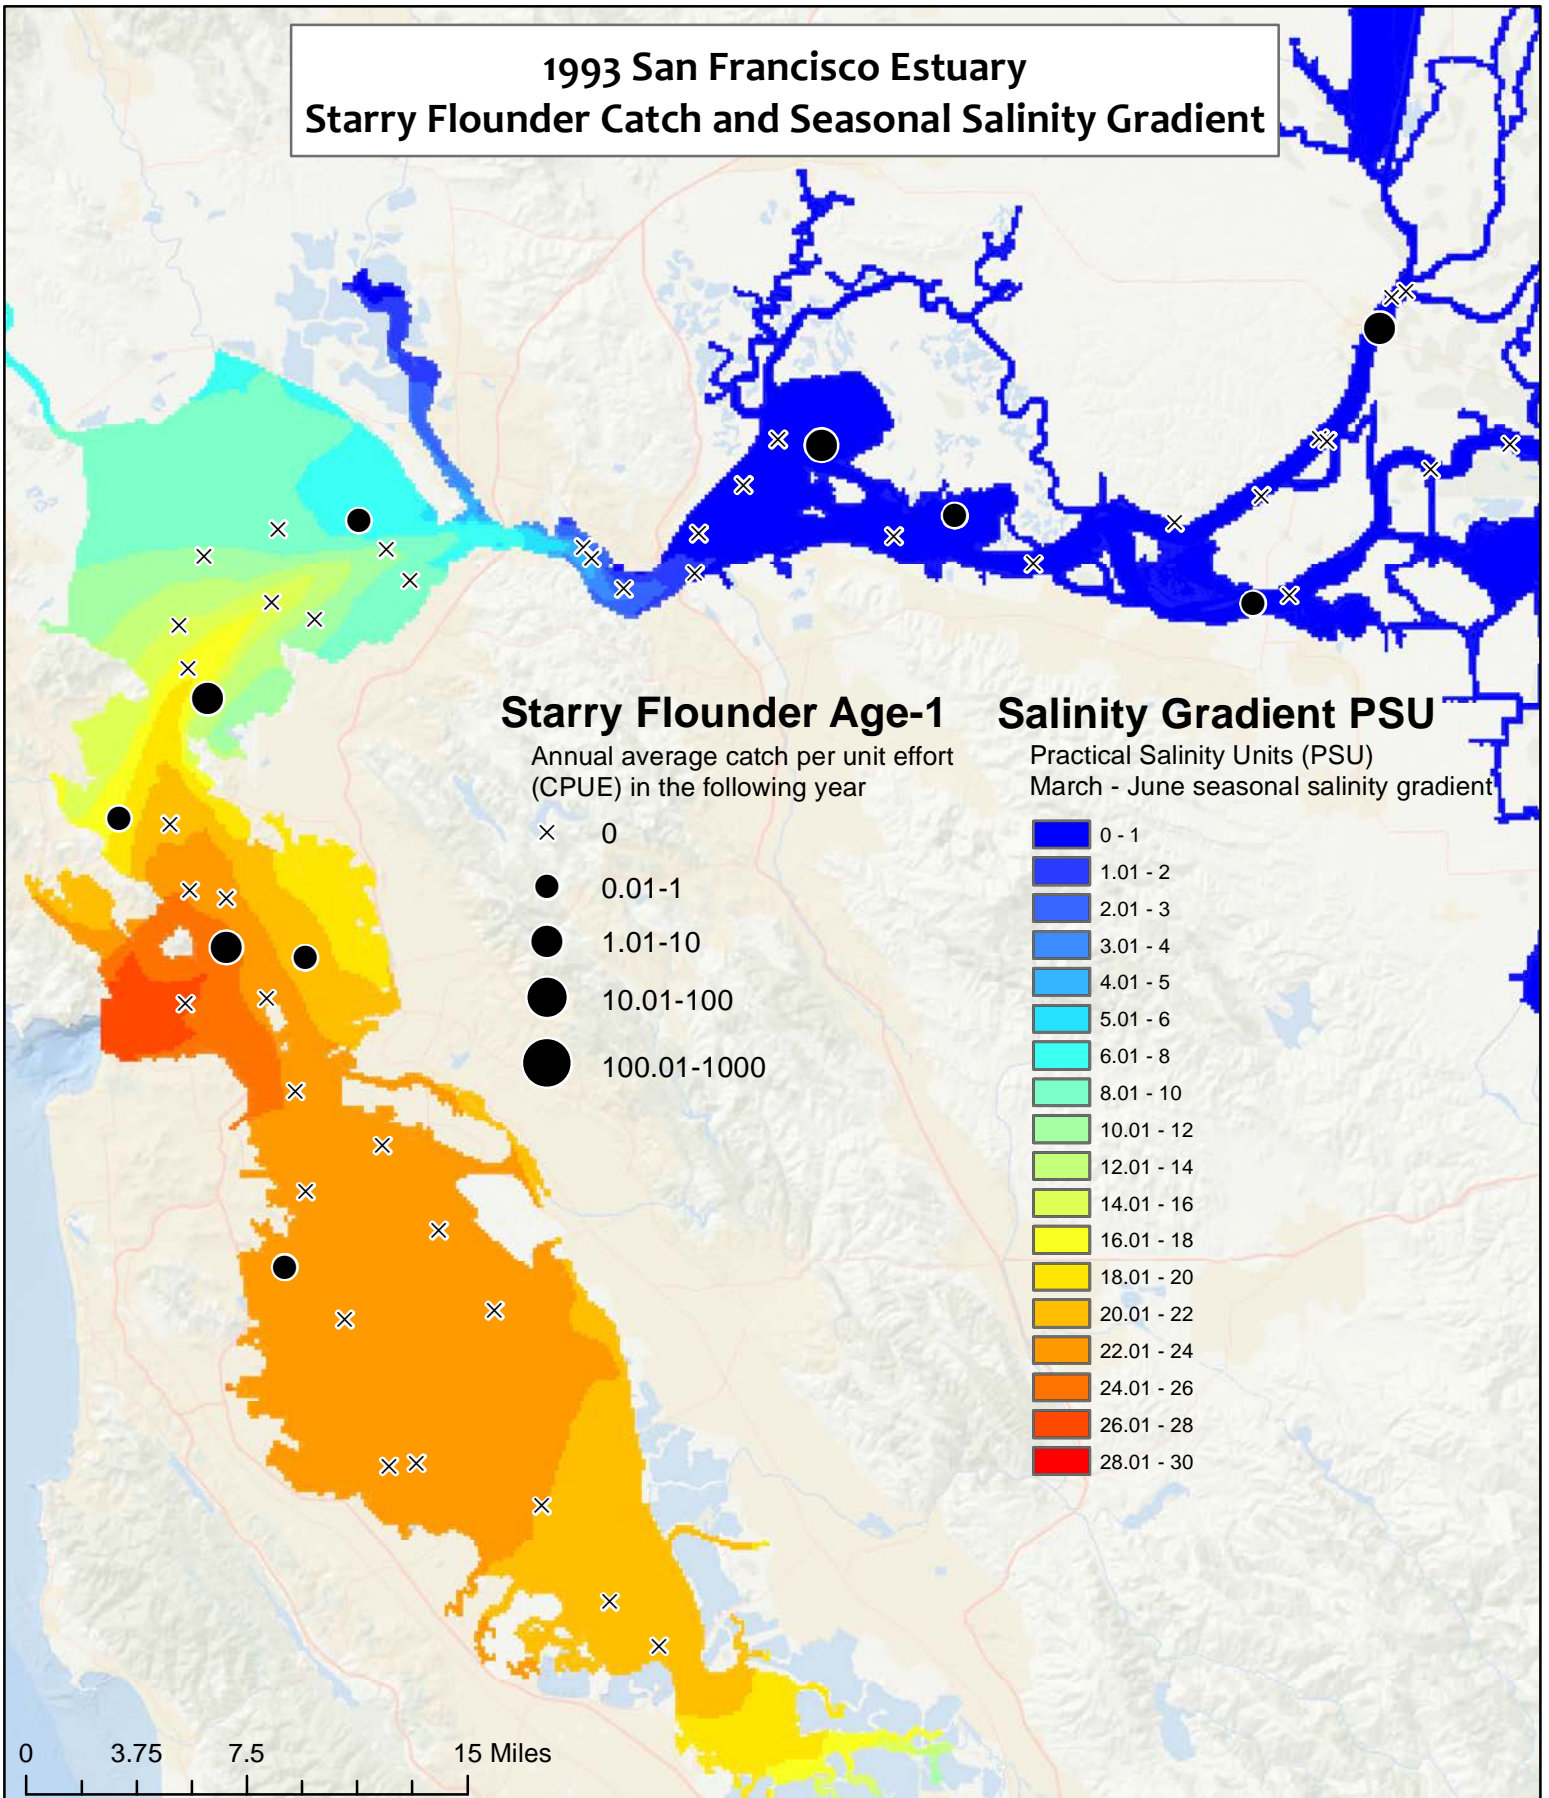 1993 San Francisco Estuary
Starry Flounder Catch and Seasonal Salinity Gradient
Starry Flounder Age-1
Annual average catch per unit effort
(CPUE) in the following year
0
0.01-1
1.01-10
10.01-100
100.01-1000
Salinity Gradient PSU
Practical Salinity Units (PSU)
March - June seasonal salinity gradient
0 - 1
1.01 - 2
2.01 - 3
3.01 - 4
4.01 - 5
5.01 - 6
6.01 - 8
8.01 - 10
10.01 - 12
12.01 - 14
14.01 - 16
16.01 - 18
18.01 - 20
20.01 - 22
22.01 - 24
24.01 - 26
26.01 - 28
28.01 - 30
0 3.75 7.5 15 Miles